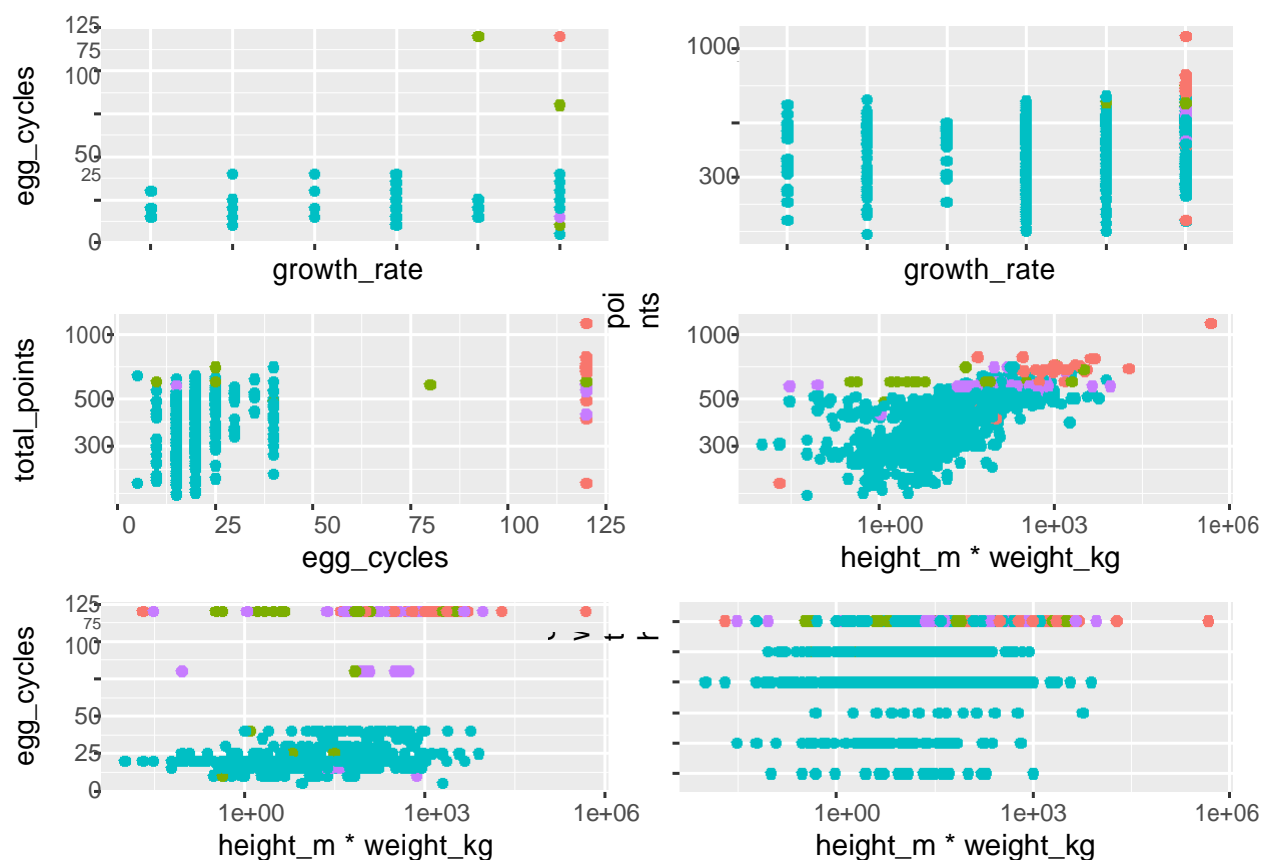 125
75
100
50
25
0
egg_cycles
growth_rate
1000
300
growth_rate
poi
nts
1000
500
300
total_points
0
25
50
75
100
125
egg_cycles
1000
500
300
1e+00
1e+03
1e+06
height_m * weight_kg
125
75
100
50
25
0
egg_cycles
1e+00
1e+03
1e+06
height_m * weight_kg
t
r
1e+00
1e+03
1e+06
height_m * weight_kg